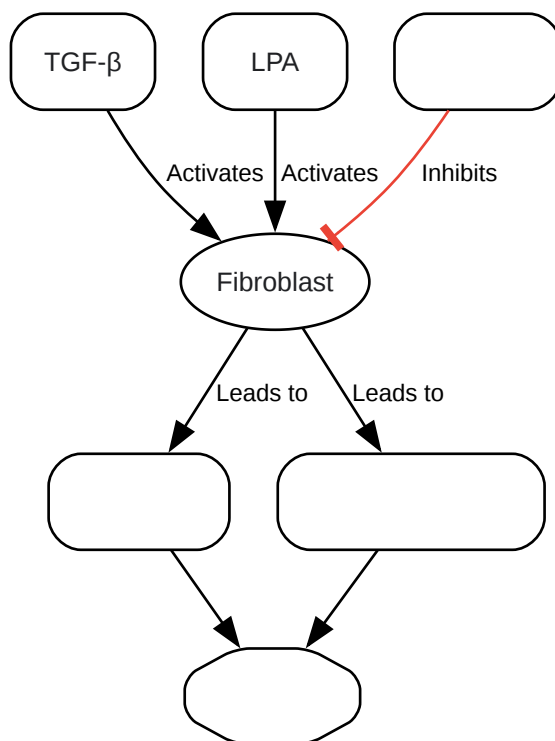 TGF-β
LPA
Activates
Activates
Inhibits
Fibroblast
Leads to
Leads to